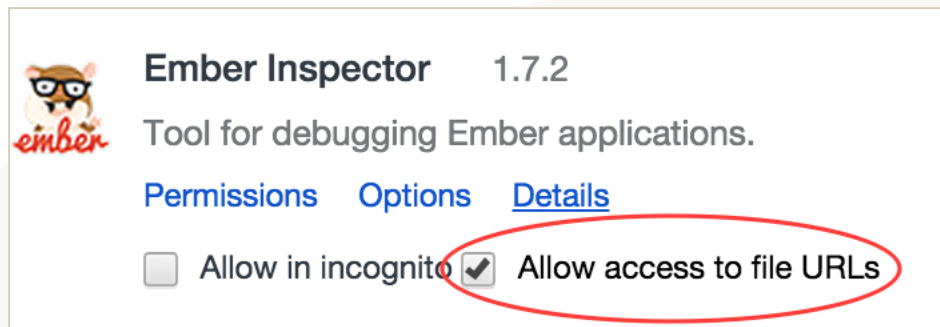 Ember Inspector 1.7.2
ember
Tool for debugging Ember applications.
Permissions Options Details
Allow in incognito Allow access to file URLs